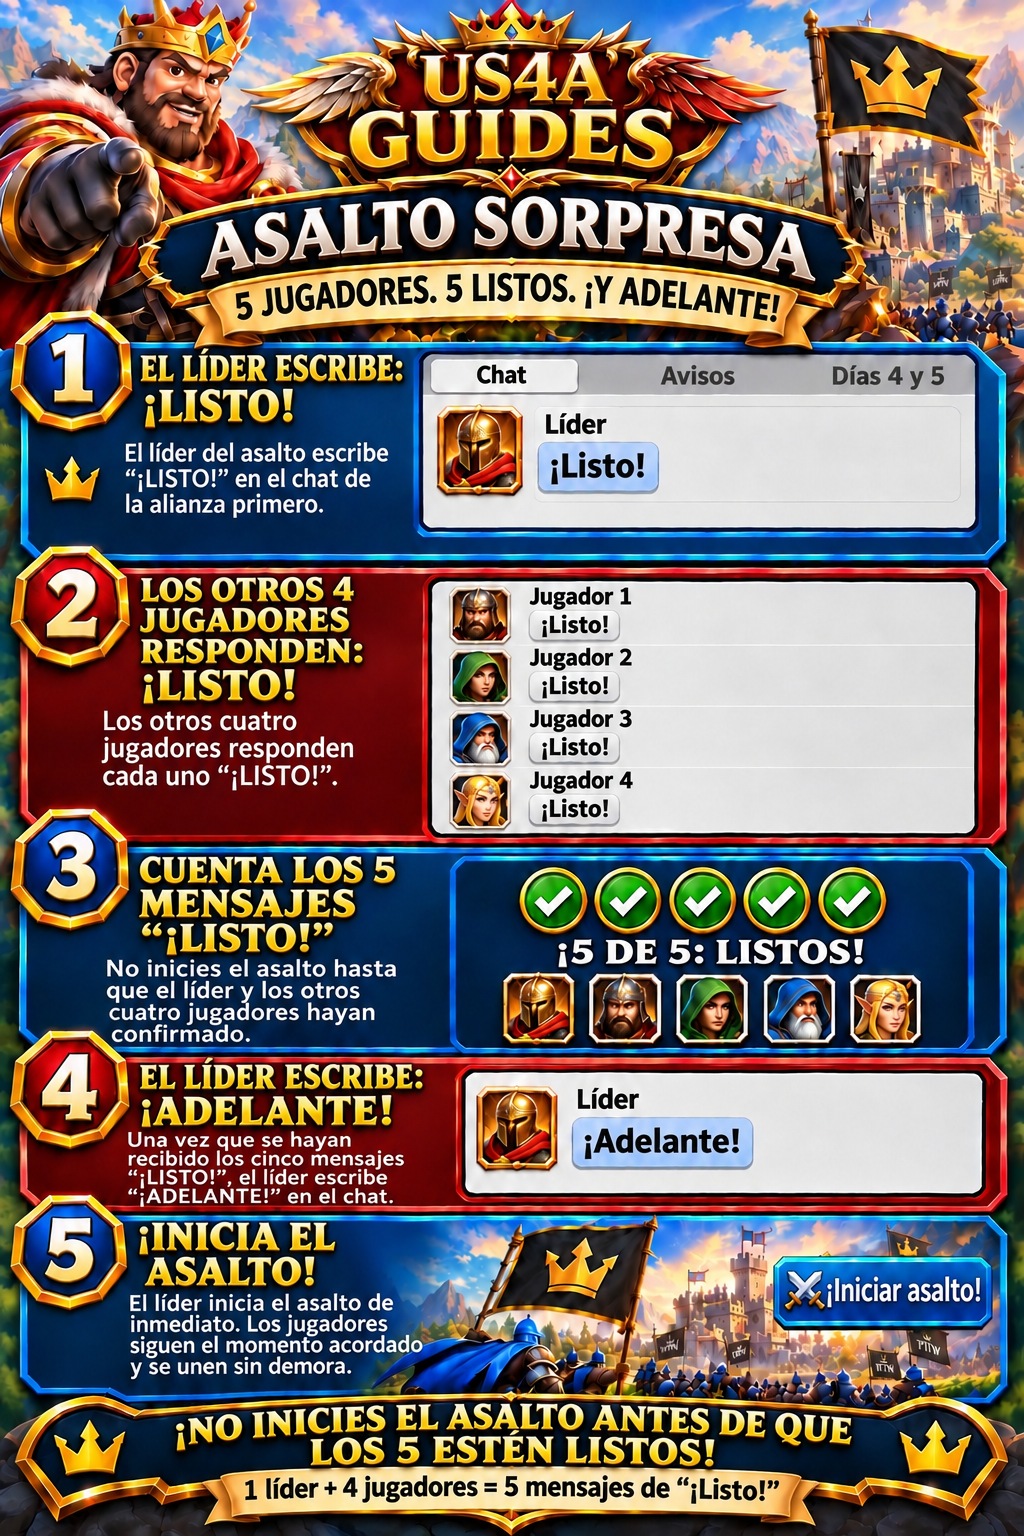 US4A
GUIDES
ASALTO SORPRESA
5 JUGADORES. 5 LISTOS. ¡Y ADELANTE!
1
EL LÍDER ESCRIBE:
¡LISTO!
El líder del asalto escribe
“¡LISTO!” en el chat de
la alianza primero.
Chat
Avisos
Días 4 y 5
Líder
¡Listo!
2
LOS OTROS 4
JUGADORES
RESPONDEN:
¡LISTO!
Los otros cuatro
jugadores responden
cada uno “¡LISTO!”.
Jugador 1
¡Listo!
Jugador 2
¡Listo!
Jugador 3
¡Listo!
Jugador 4
¡Listo!
3
CUENTA LOS 5
MENSAJES
“¡LISTO!”
No inicies el asalto hasta
que el líder y los otros
cuatro jugadores hayan
confirmado.
¡5 DE 5: LISTOS!
4
EL LÍDER ESCRIBE:
¡ADELANTE!
Una vez que se hayan
recibido los cinco mensajes
“¡LISTO!”, el líder escribe
“¡ADELANTE!” en el chat.
Líder
¡Adelante!
5
¡INICIA EL
ASALTO!
El líder inicia el asalto de
inmediato. Los jugadores
siguen el momento acordado
y se unen sin demora.
¡Iniciar asalto!
¡NO INICIES EL ASALTO ANTES DE QUE
LOS 5 ESTÉN LISTOS!
1 líder + 4 jugadores = 5 mensajes de “¡Listo!”